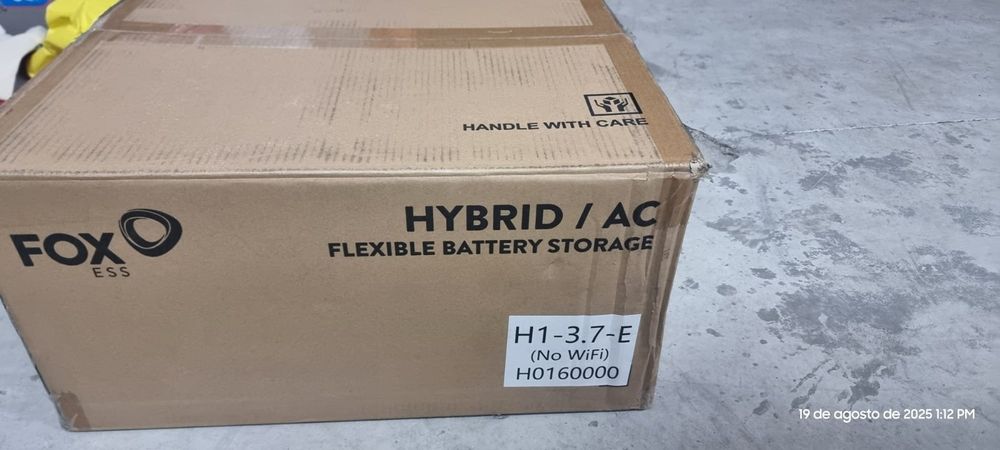 HANDLE WITH CARE
FOX
ESS
HYBRID / AC
FLEXIBLE BATTERY STORAGE
H1-3.7-E
(No WiFi)
H0160000
19 de agosto de 2025 1:12 PM